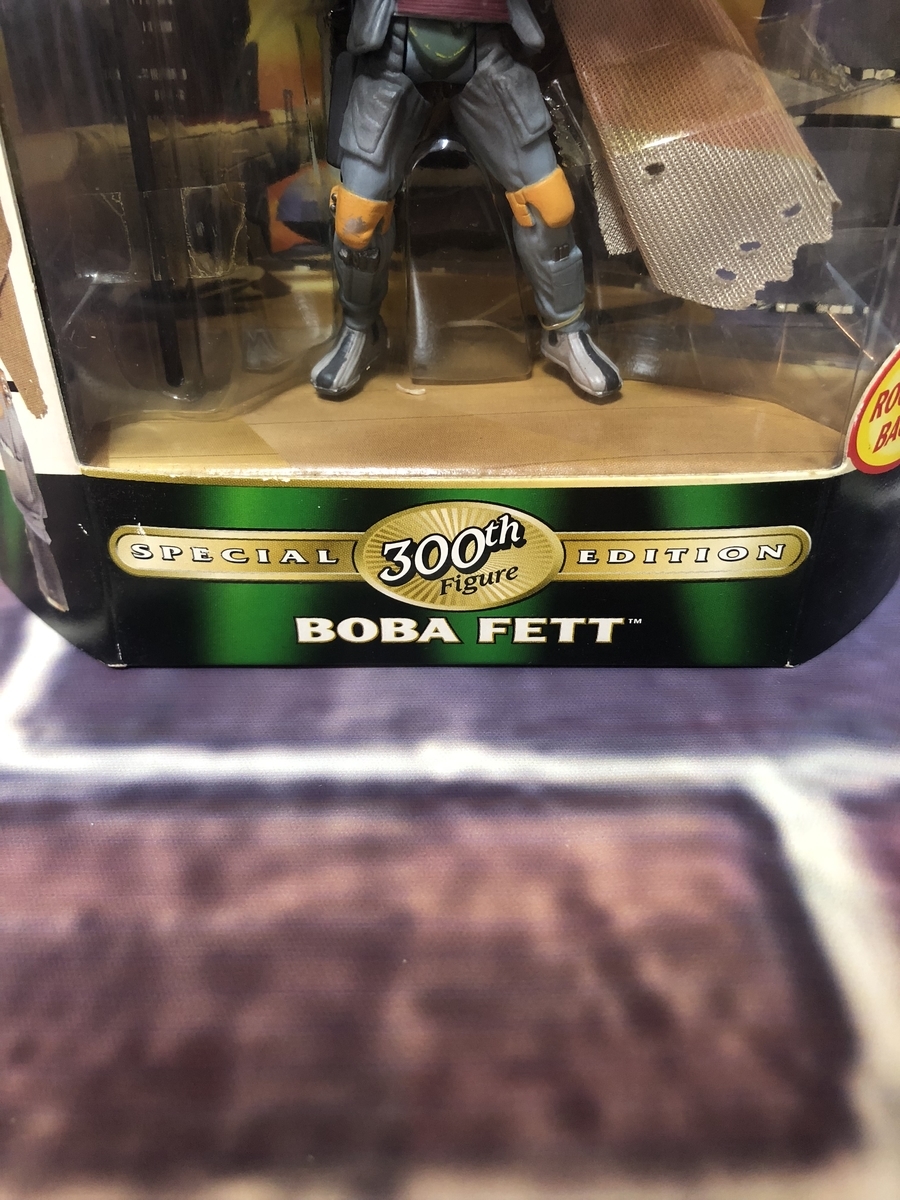 SPECIAL 300th EDITION
Figure
BOBA FETT™